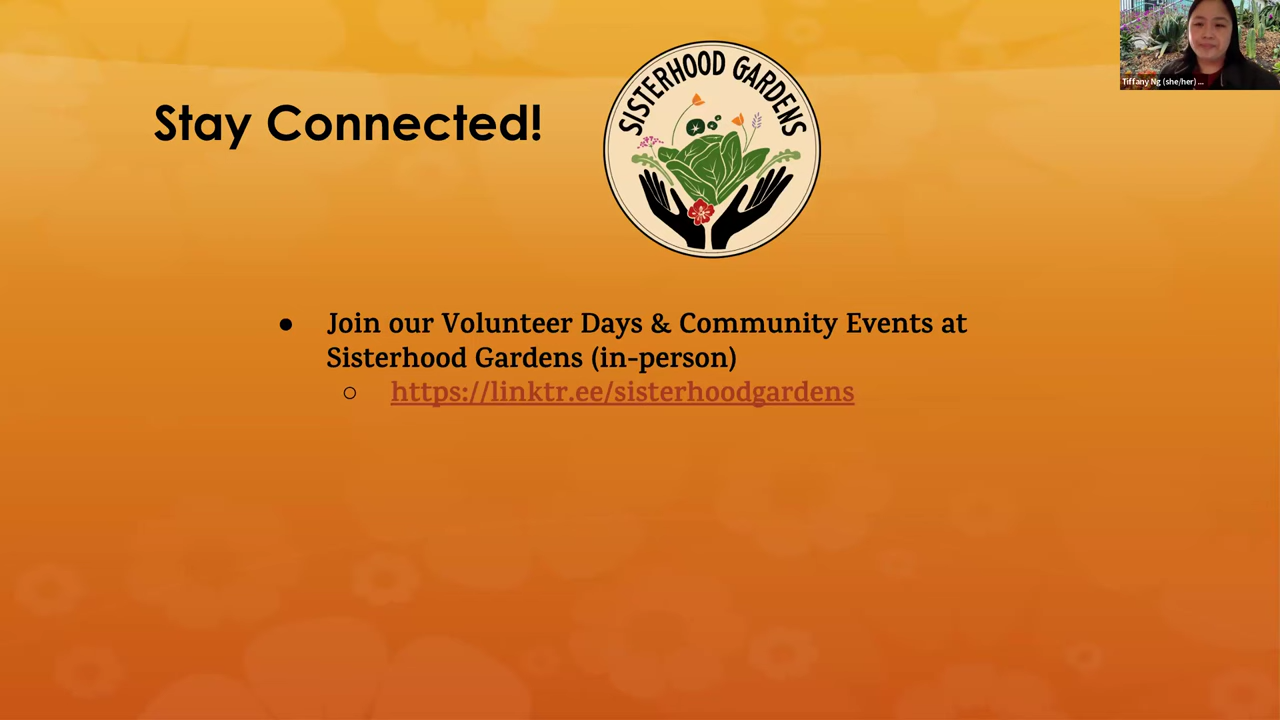 Tiffany Ng (she/her) ...
SISTERHOOD GARDENS
Stay Connected!
● Join our Volunteer Days & Community Events at
Sisterhood Gardens (in-person)
○ https://linktr.ee/sisterhoodgardens